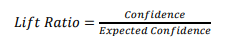 Lift Ratio = Confidence / Expected Confidence